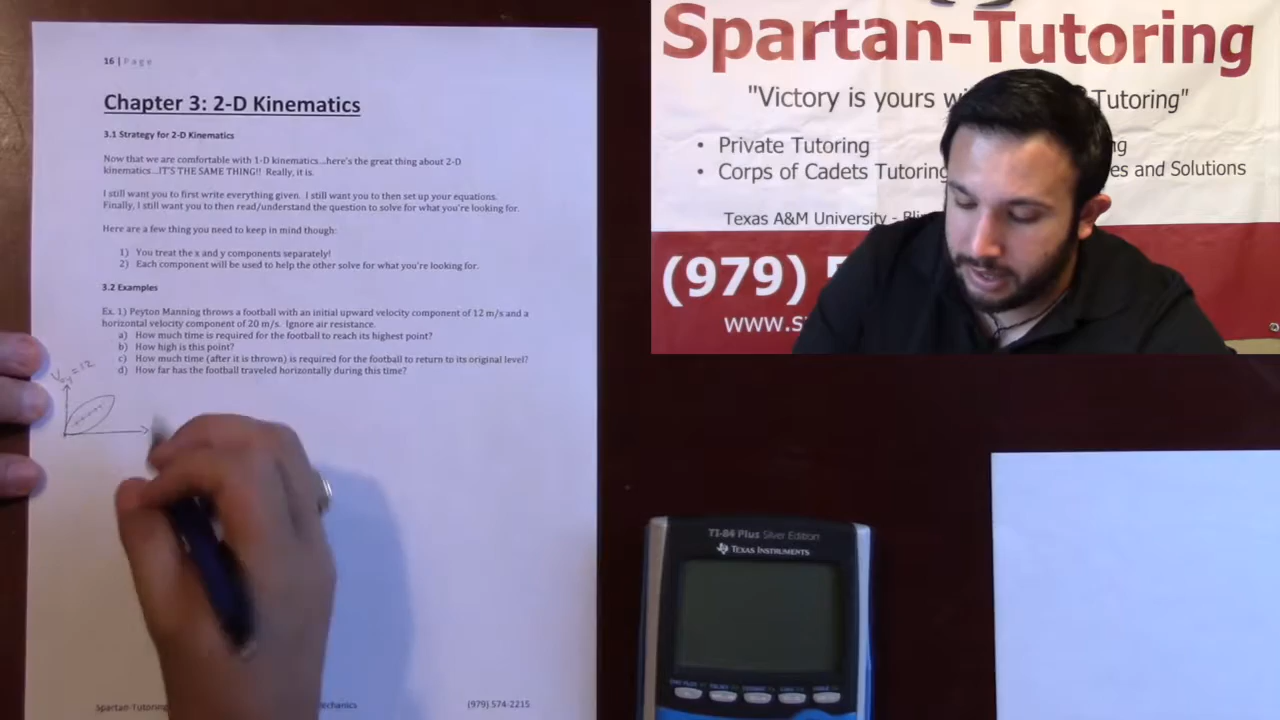 16 | Page
Chapter 3: 2-D Kinematics
3.1 Strategy for 2-D Kinematics
Now that we are comfortable with 1-D kinematics...here's the great thing about 2-D
kinematics...IT'S THE SAME THING!! Really, it is.
I still want you to first write everything given. I still want you to then set up your equations.
Finally, I still want you to then read/understand the question to solve for what you're looking for.
Here are a few thing you need to keep in mind though:
1) You treat the x and y components separately!
2) Each component will be used to help the other solve for what you're looking for.
3.2 Examples
Ex. 1) Peyton Manning throws a football with an initial upward velocity component of 12 m/s and a
horizontal velocity component of 20 m/s. Ignore air resistance.
a) How much time is required for the football to reach its highest point?
b) How high is this point?
c) How much time (after it is thrown) is required for the football to return to its original level?
d) How far has the football traveled horizontally during this time?
= 12
Spartan-Tutoring
(979) 574-2215
Spartan-Tutoring
"Victory is yours Tutoring"
• Private Tutoring
• Corps of Cadets Tutoring es and Solutions
Texas A&M University -
(979)
www.s
TI-84 Plus Silver Edition
TEXAS INSTRUMENTS